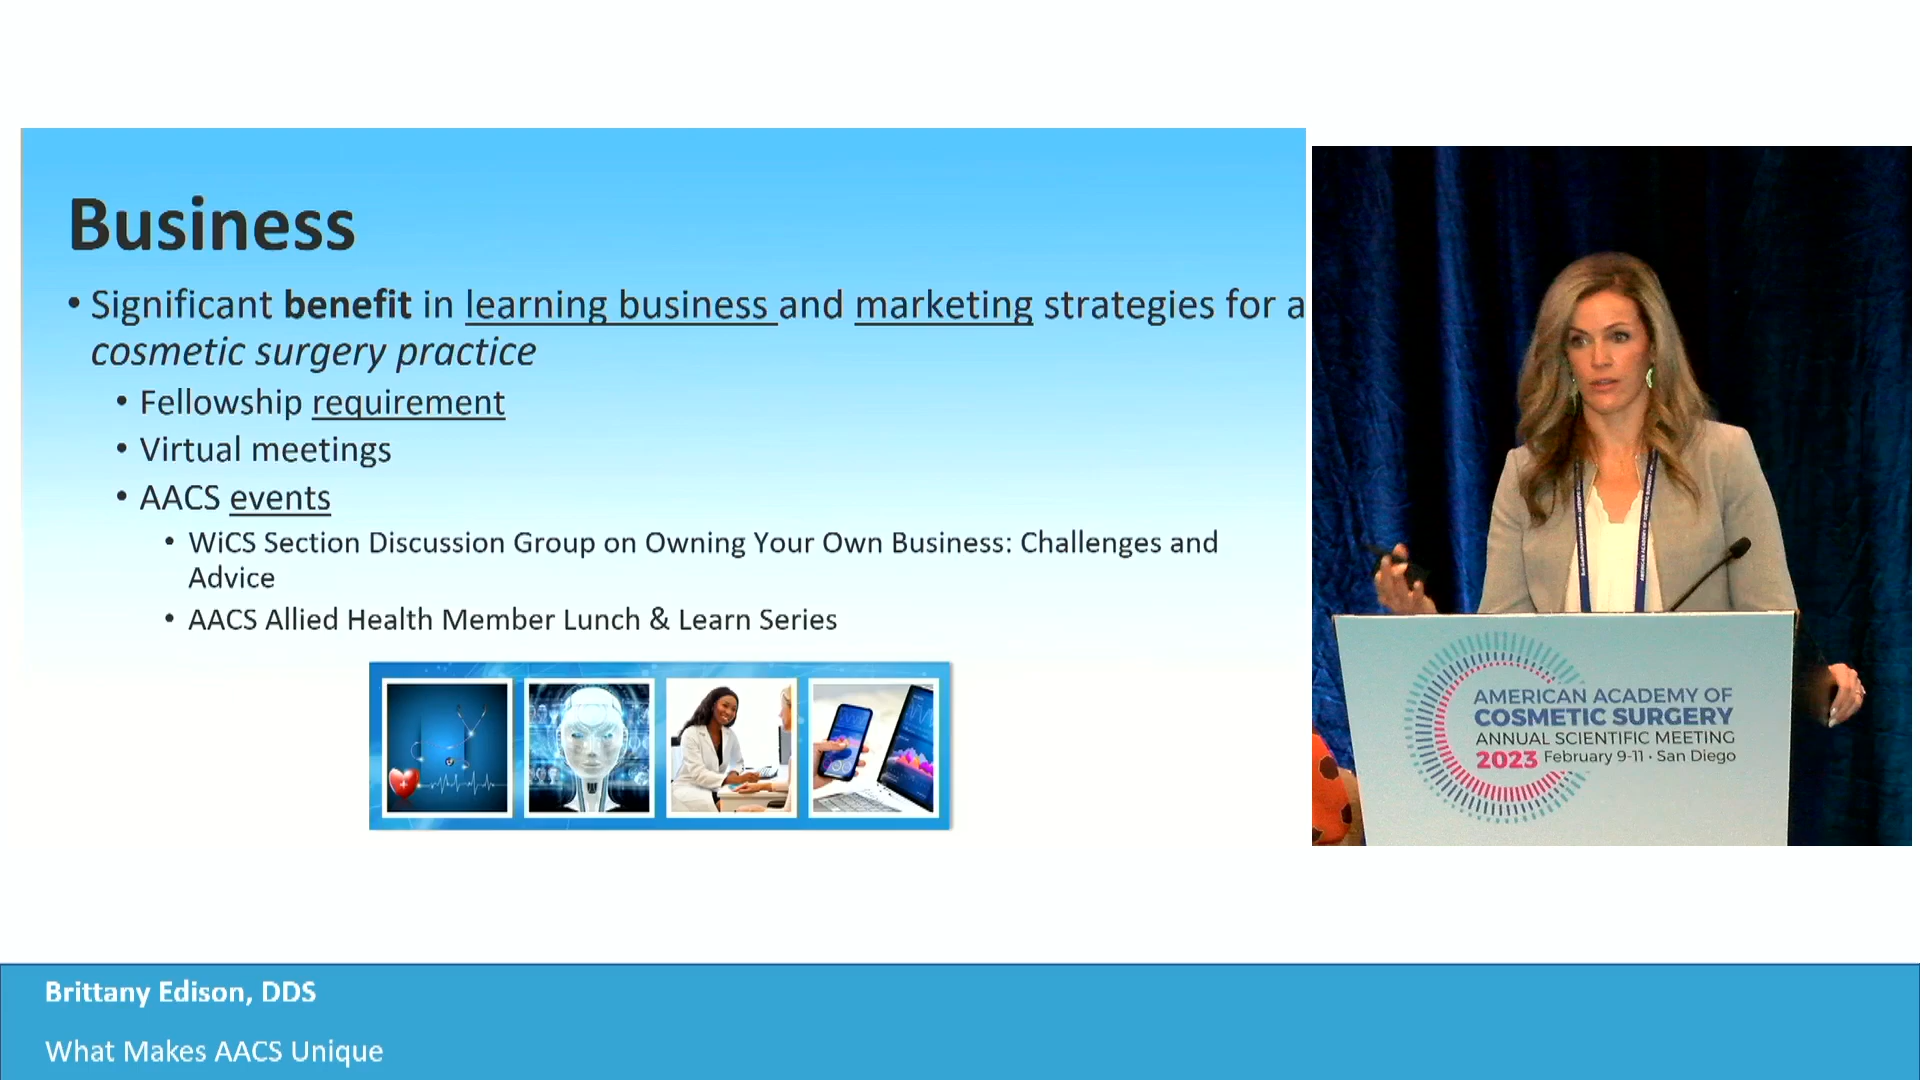 Business
• Significant benefit in learning business and marketing strategies for a
cosmetic surgery practice
• Fellowship requirement
• Virtual meetings
• AACS events
• WiCS Section Discussion Group on Owning Your Own Business: Challenges and
Advice
• AACS Allied Health Member Lunch & Learn Series
AMERICAN ACADEMY OF
COSMETIC SURGERY
ANNUAL SCIENTIFIC MEETING
2023 February 9-11 • San Diego
Brittany Edison, DDS
What Makes AACS Unique